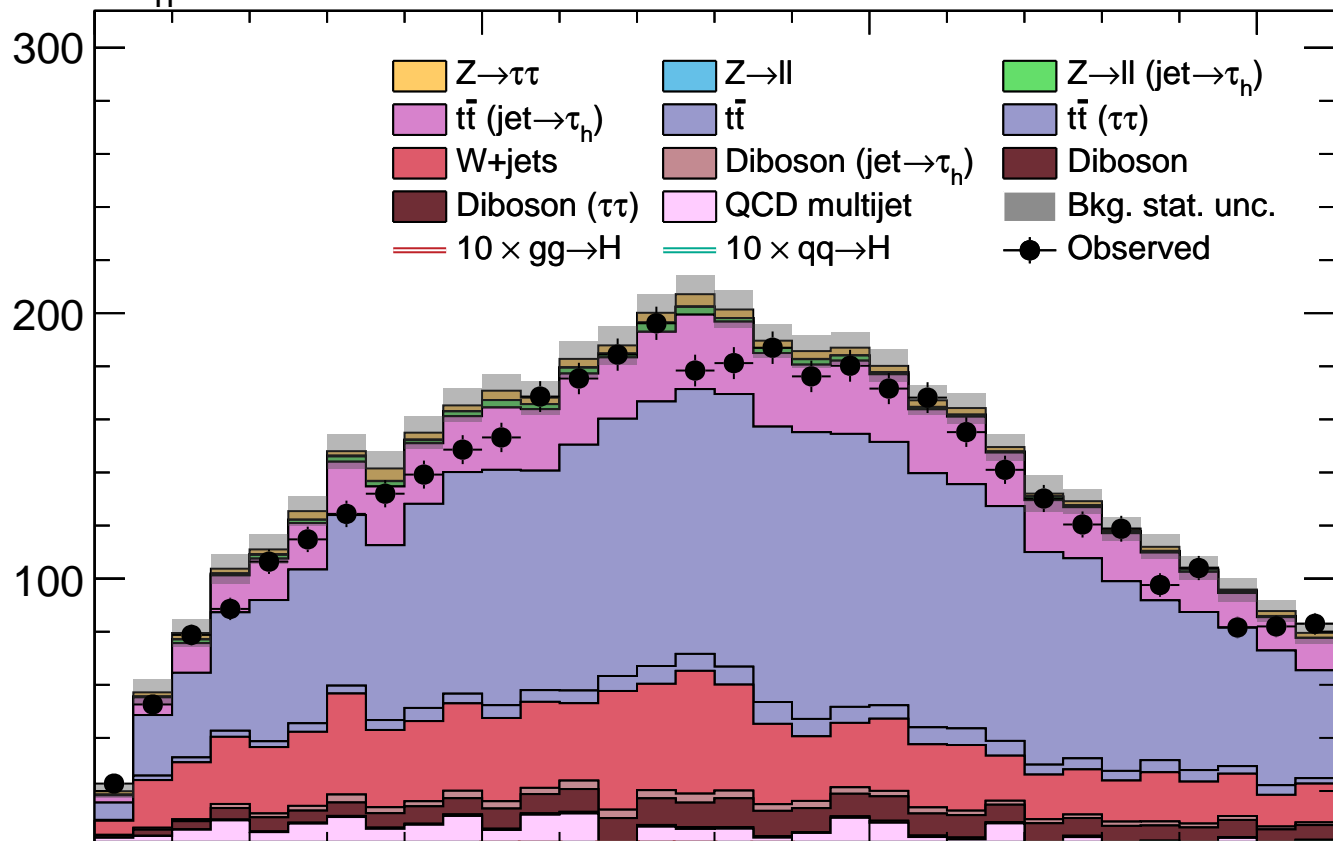 300
Z→ττ Z→ll Z→ll (jet→τh)
tt̄ (jet→τh) tt̄ tt̄ (ττ)
W+jets Diboson (jet→τh) Diboson
Diboson (ττ) QCD multijet Bkg. stat. unc.
10 × gg→H 10 × qq→H Observed
200
100